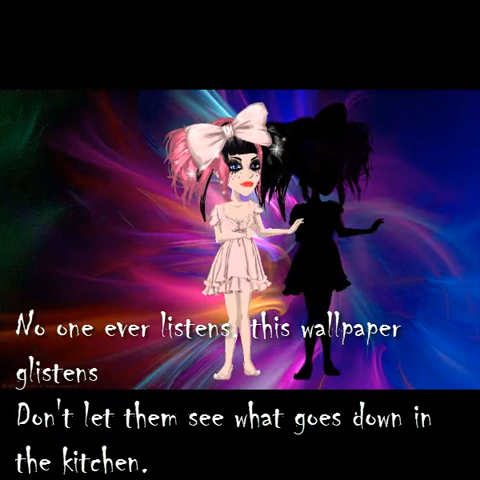 No one ever listens, this wallpaper
glistens
Don't let them see what goes down in
the kitchen.